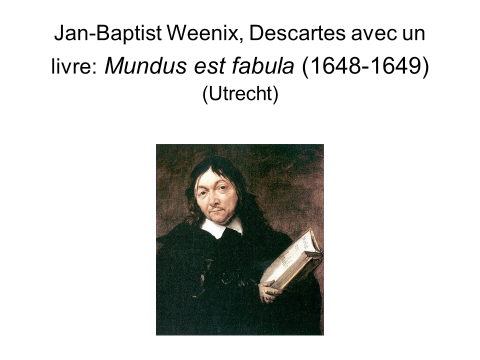 Jan-Baptist Weenix, Descartes avec un
livre: Mundus est fabula (1648-1649)
(Utrecht)